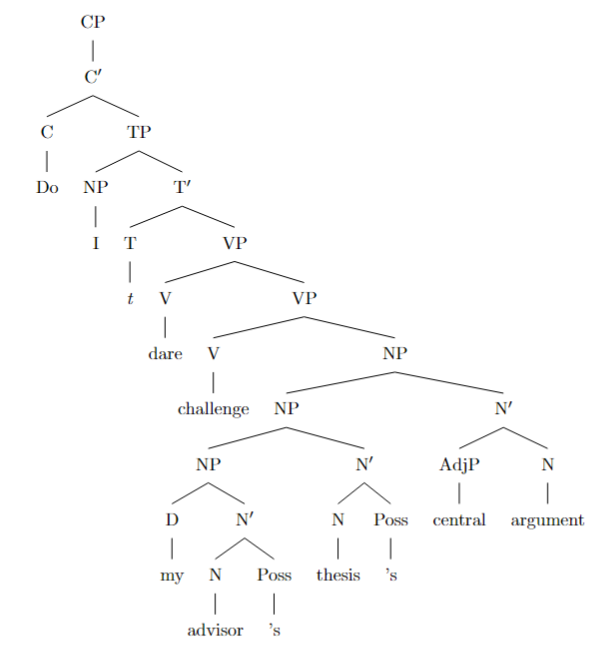 CP
C′
C TP
Do NP T′
I T VP
t V VP
dare V NP
challenge NP N′
NP N′ AdjP N
D N′ N Poss central argument
my N Poss thesis 's
advisor 's